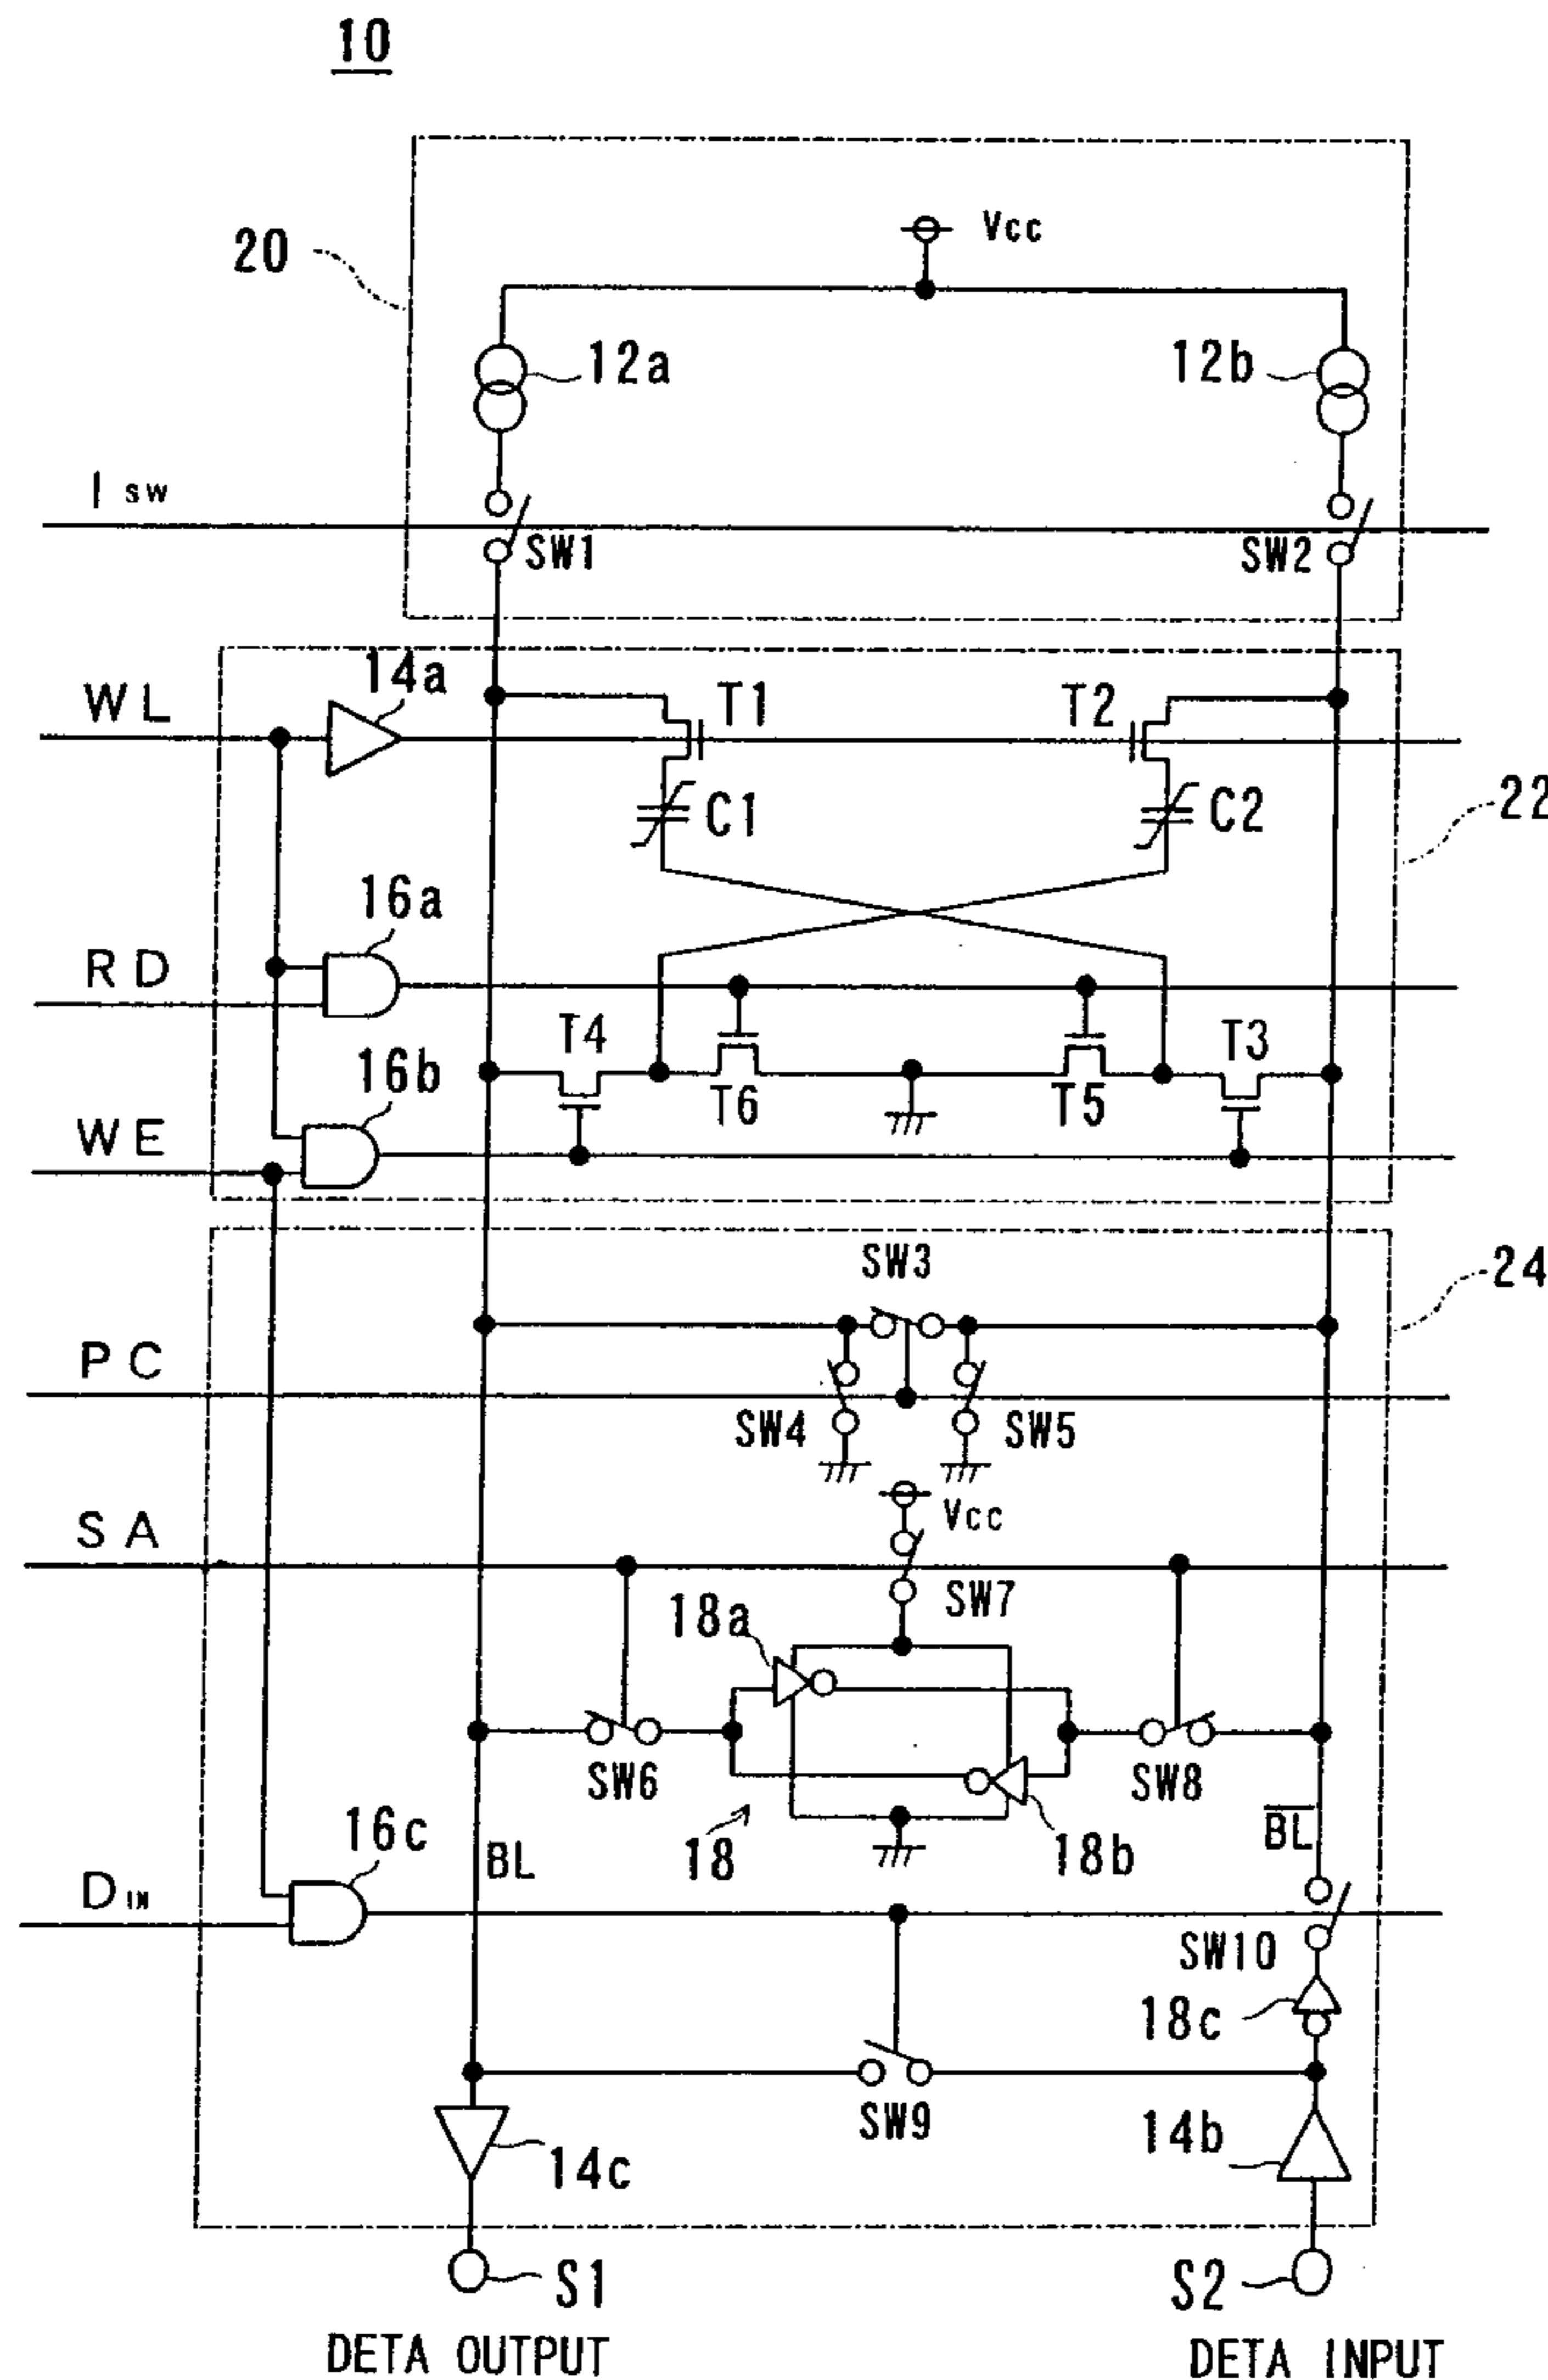 10
20
Vcc
12a
12b
I SW
SW1
SW2
14a
WL
T1
T2
C1
C2
22
16a
RD
T4
T3
16b
T6
T5
WE
SW3
24
PC
SW4
SW5
Vcc
SA
SW7
18a
SW6
SW8
18
18b
16c
BL
B̅L̅
DIN
SW10
18c
SW9
14c
14b
S1
S2
DETA OUTPUT
DETA INPUT